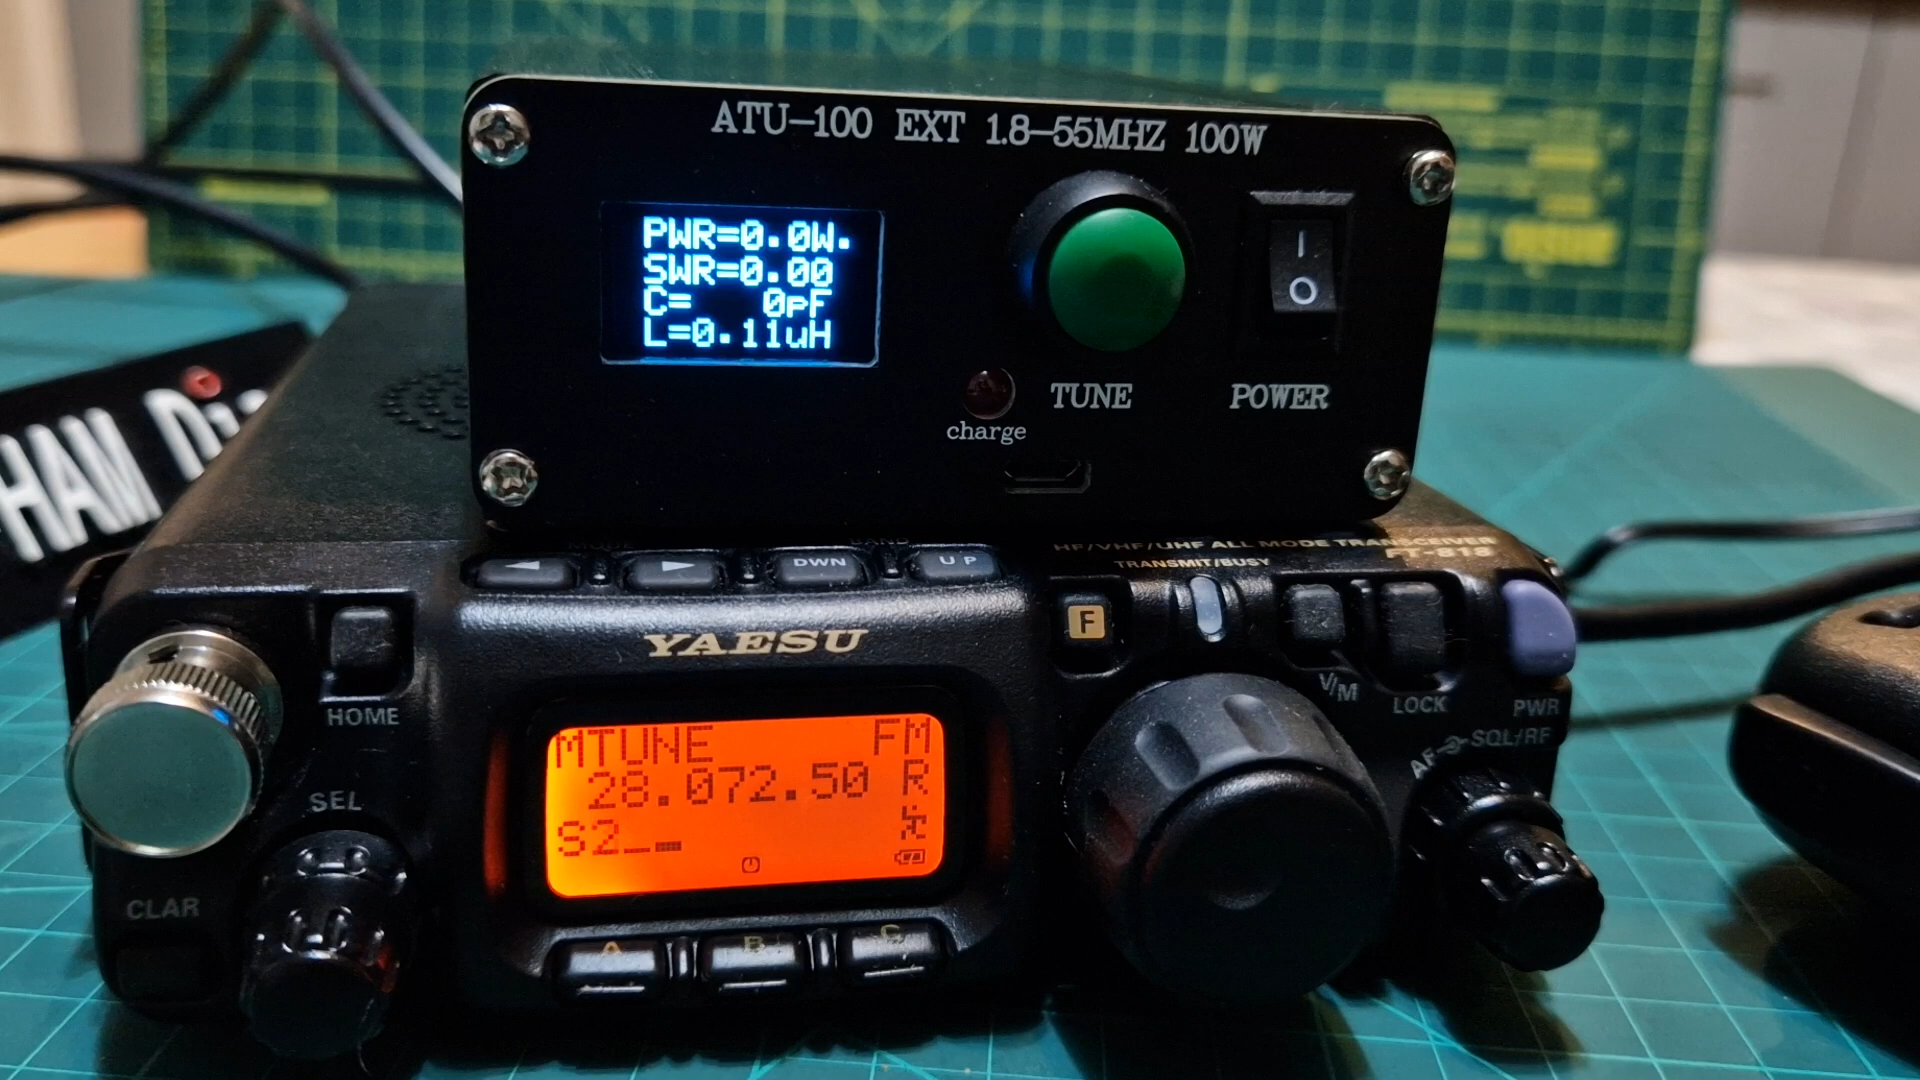 ATU-100 EXT 1.8-55MHZ 100W
PWR=0.0W.
SWR=0.00
C= 0pF
L=0.11uH
I
O
TUNE
POWER
charge
HAM
MODE
BAND
HF/VHF/UHF ALL MODE TRANSCEIVER
FT-818
DWN
UP
TRANSMIT/BUSY
F
YAESU
HOME
V/M
LOCK
PWR
AF SQL/RF
SEL
MTUNE FM
28.072.50 R
S2
CLAR
A
B
C